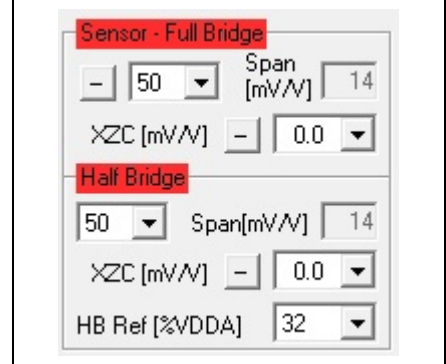 Sensor - Full Bridge
– 50 Span [mV/V] 14
XZC [mV/V] – 0.0
Half Bridge
50 Span[mV/V] 14
XZC [mV/V] – 0.0
HB Ref [%VDDA] 32